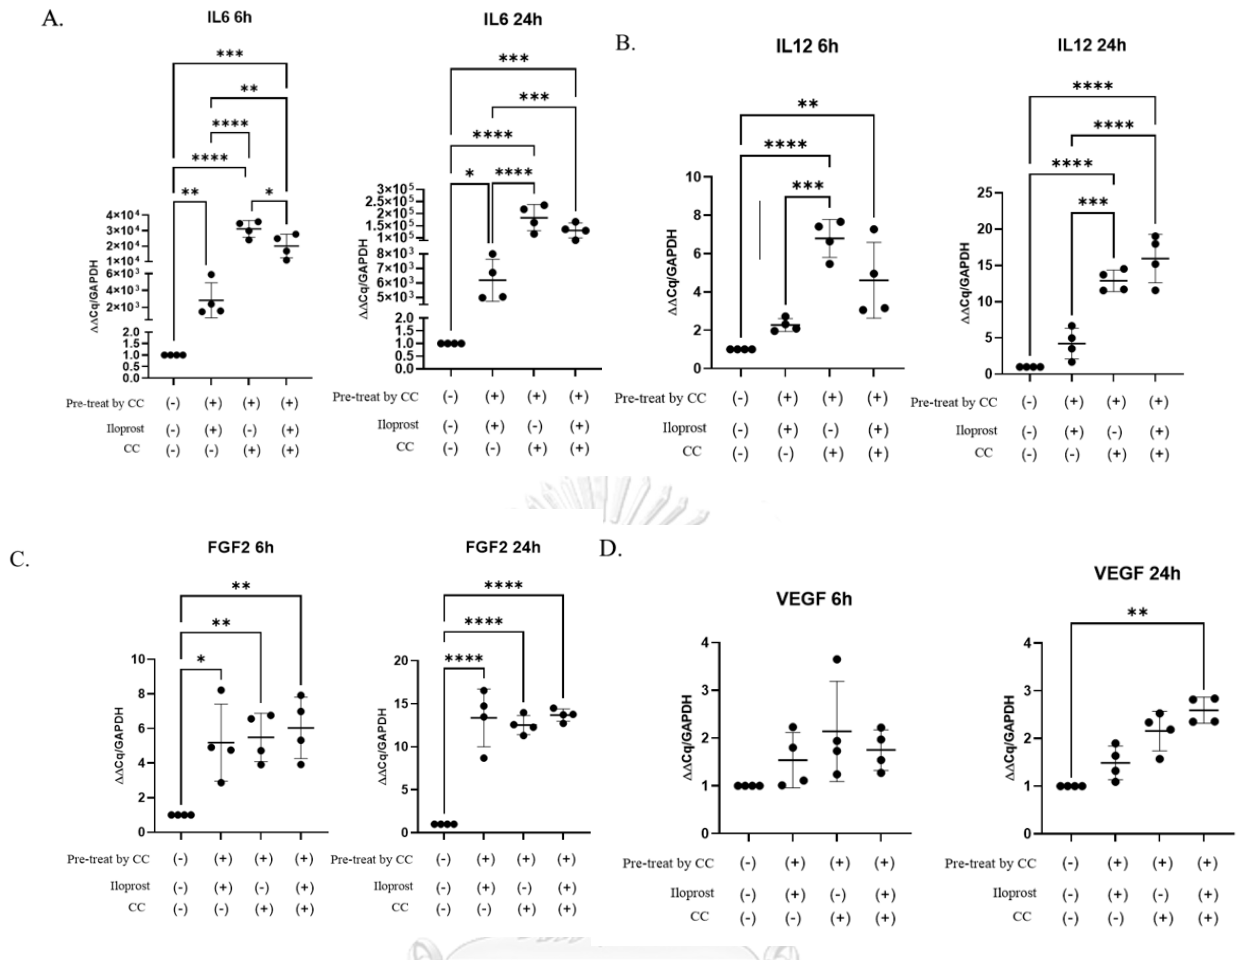 A.
IL6 6h
***
**
****
****
**
*
4×10⁴
3×10⁴
2×10⁴
1×10⁴
6×10³
4×10³
2×10³
2.0
1.5
1.0
0.5
0.0
ΔΔCq/GAPDH
Pre-treat by CC (-) (+) (+) (+)
Iloprost (-) (+) (-) (+)
CC (-) (-) (+) (+)
IL6 24h
***
***
****
*
****
3×10⁵
2.5×10⁵
2×10⁵
1.5×10⁵
1×10⁵
8×10³
7×10³
6×10³
5×10³
2.0
1.5
1.0
0.5
0.0
ΔΔCq/GAPDH
Pre-treat by CC (-) (+) (+) (+)
Iloprost (-) (+) (-) (+)
CC (-) (-) (+) (+)
B.
IL12 6h
**
****
***
10
8
6
4
2
0
ΔΔCq/GAPDH
Pre-treat by CC (-) (+) (+) (+)
Iloprost (-) (+) (-) (+)
CC (-) (-) (+) (+)
IL12 24h
****
****
****
***
25
20
15
10
5
0
ΔΔCq/GAPDH
Pre-treat by CC (-) (+) (+) (+)
Iloprost (-) (+) (-) (+)
CC (-) (-) (+) (+)
C.
FGF2 6h
**
**
*
10
8
6
4
2
0
ΔΔCq/GAPDH
Pre-treat by CC (-) (+) (+) (+)
Iloprost (-) (+) (-) (+)
CC (-) (-) (+) (+)
FGF2 24h
****
****
****
20
15
10
5
0
ΔΔCq/GAPDH
Pre-treat by CC (-) (+) (+) (+)
Iloprost (-) (+) (-) (+)
CC (-) (-) (+) (+)
D.
VEGF 6h
4
3
2
1
0
ΔΔCq/GAPDH
Pre-treat by CC (-) (+) (+) (+)
Iloprost (-) (+) (-) (+)
CC (-) (-) (+) (+)
VEGF 24h
**
4
3
2
1
0
ΔΔCq/GAPDH
Pre-treat by CC (-) (+) (+) (+)
Iloprost (-) (+) (-) (+)
CC (-) (-) (+) (+)